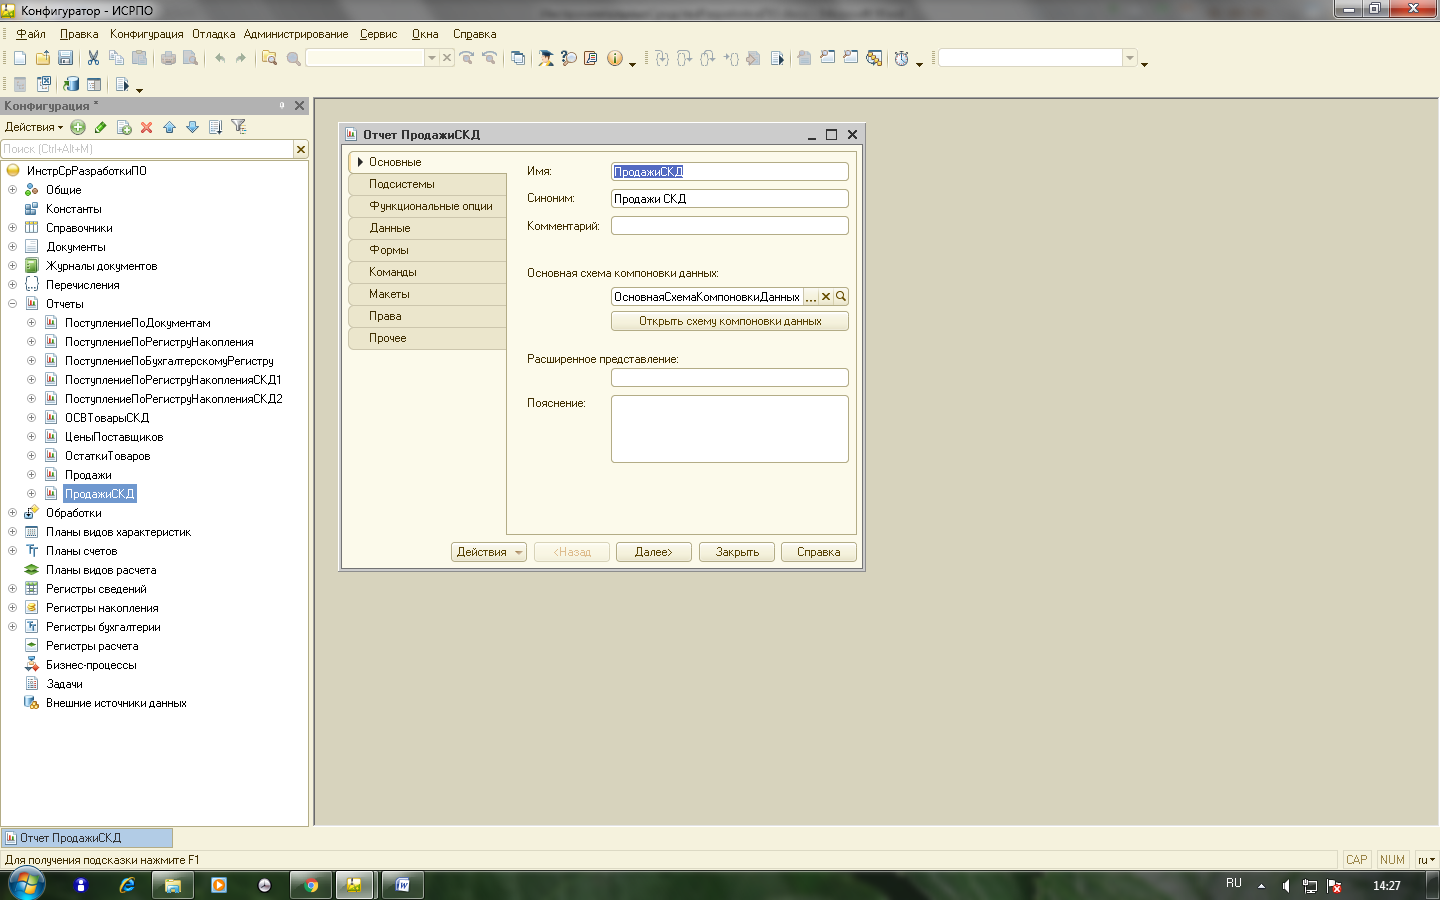 Конфигуратор - ИСРПО
Файл Правка Конфигурация Отладка Администрирование Сервис Окна Справка
Конфигурация *
Действия
Поиск (Ctrl+Alt+M)
ИнстрСрРазработкиПО
Общие
Константы
Справочники
Документы
Журналы документов
Перечисления
Отчеты
ПоступлениеПоДокументам
ПоступлениеПоРегиструНакопления
ПоступлениеПоБухгалтерскомуРегистру
ПоступлениеПоРегиструНакопленияСКД1
ПоступлениеПоРегиструНакопленияСКД2
ОСВТоварыСКД
ЦеныПоставщиков
ОстаткиТоваров
Продажи
ПродажиСКД
Обработки
Планы видов характеристик
Планы счетов
Планы видов расчета
Регистры сведений
Регистры накопления
Регистры бухгалтерии
Регистры расчета
Бизнес-процессы
Задачи
Внешние источники данных
Отчет ПродажиСКД
Основные
Подсистемы
Функциональные опции
Данные
Формы
Команды
Макеты
Права
Прочее
Имя: ПродажиСКД
Синоним: Продажи СКД
Комментарий:
Основная схема компоновки данных:
ОсновнаяСхемаКомпоновкиДанных ...
Открыть схему компоновки данных
Расширенное представление:
Пояснение:
Действия <Назад Далее> Закрыть Справка
Отчет ПродажиСКД
Для получения подсказки нажмите F1
CAP NUM ru
RU 14:27